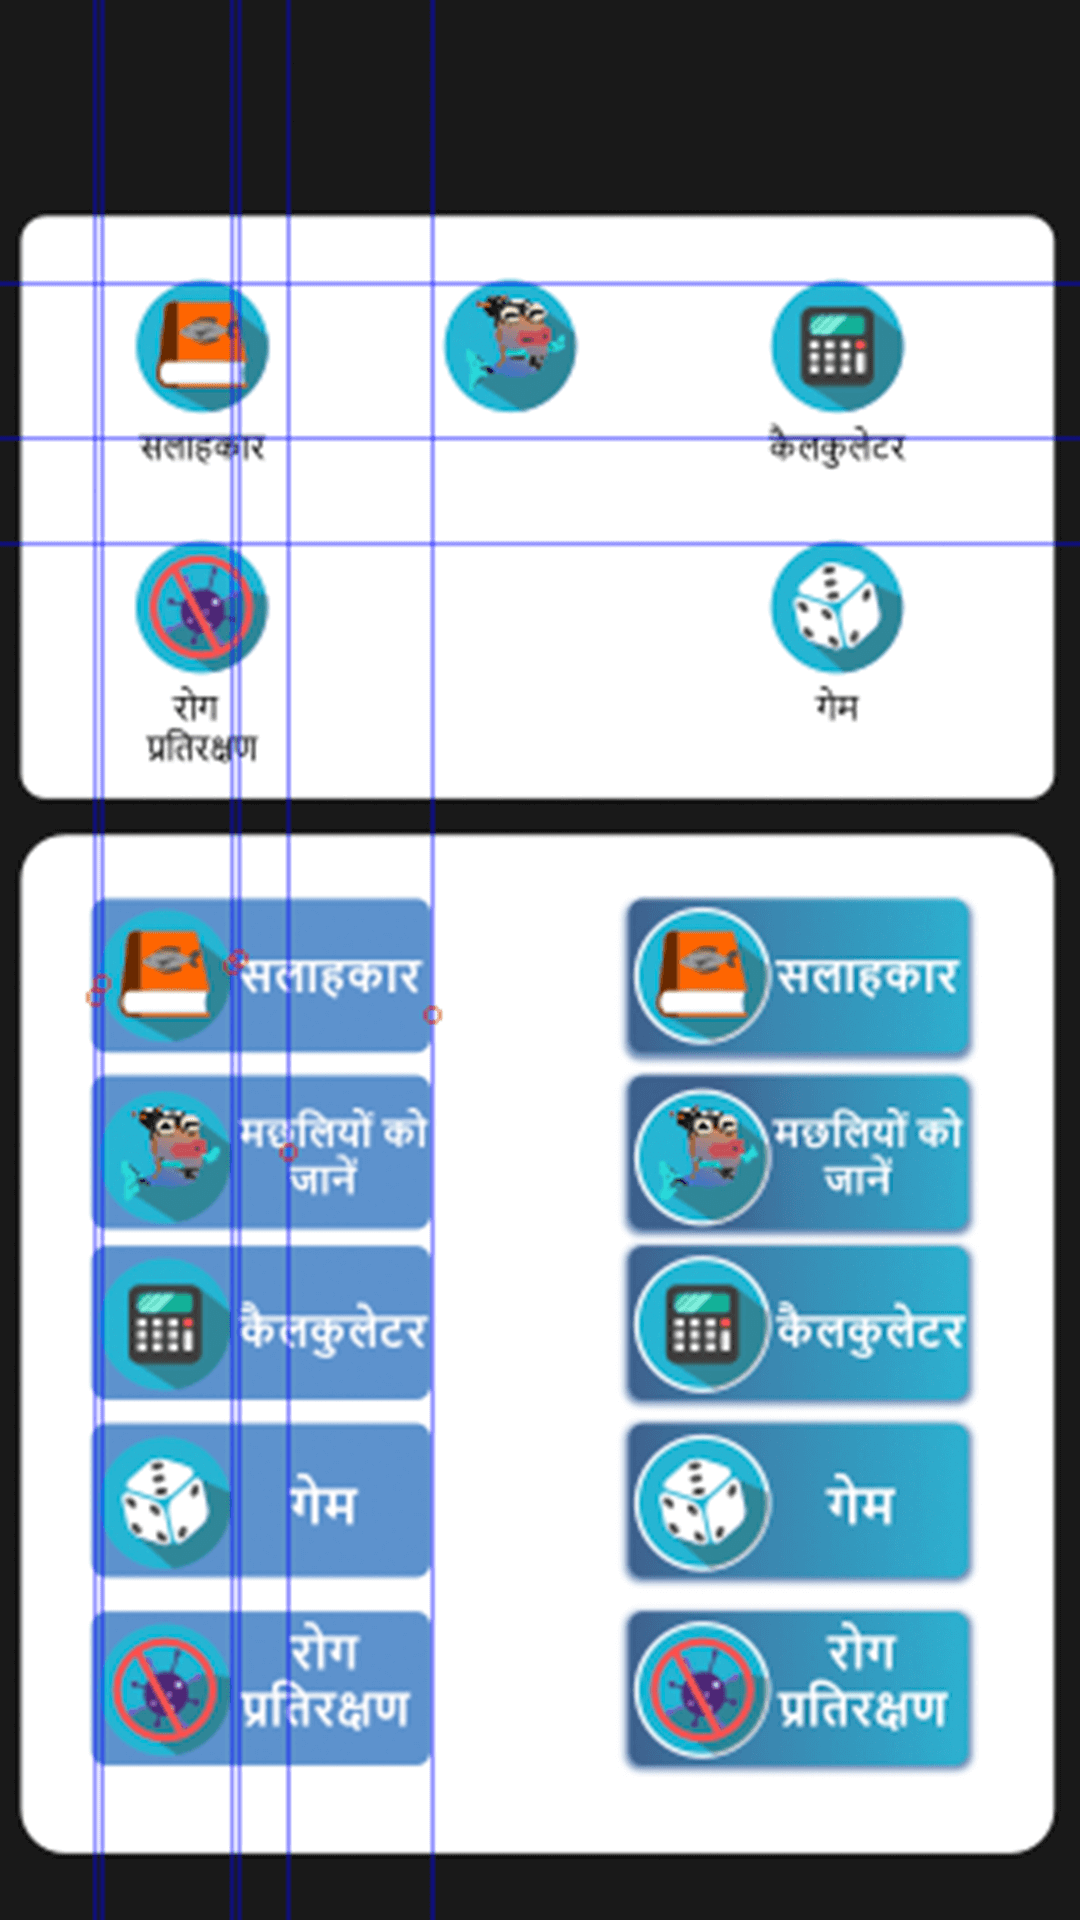 सलाहकार
कैलकुलेटर
रोग
प्रतिरक्षण
गेम
सलाहकार
सलाहकार
मछलियों को
जानें
मछलियों को
जानें
कैलकुलेटर
कैलकुलेटर
गेम
गेम
रोग
प्रतिरक्षण
रोग
प्रतिरक्षण